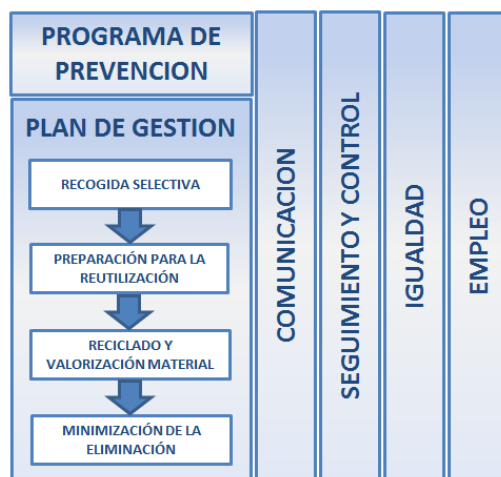 PROGRAMA DE
PREVENCION
PLAN DE GESTION
RECOGIDA SELECTIVA
PREPARACIÓN PARA LA
REUTILIZACIÓN
RECICLADO Y
VALORIZACIÓN MATERIAL
MINIMIZACIÓN DE LA
ELIMINACIÓN
COMUNICACION
SEGUIMIENTO Y CONTROL
IGUALDAD
EMPLEO